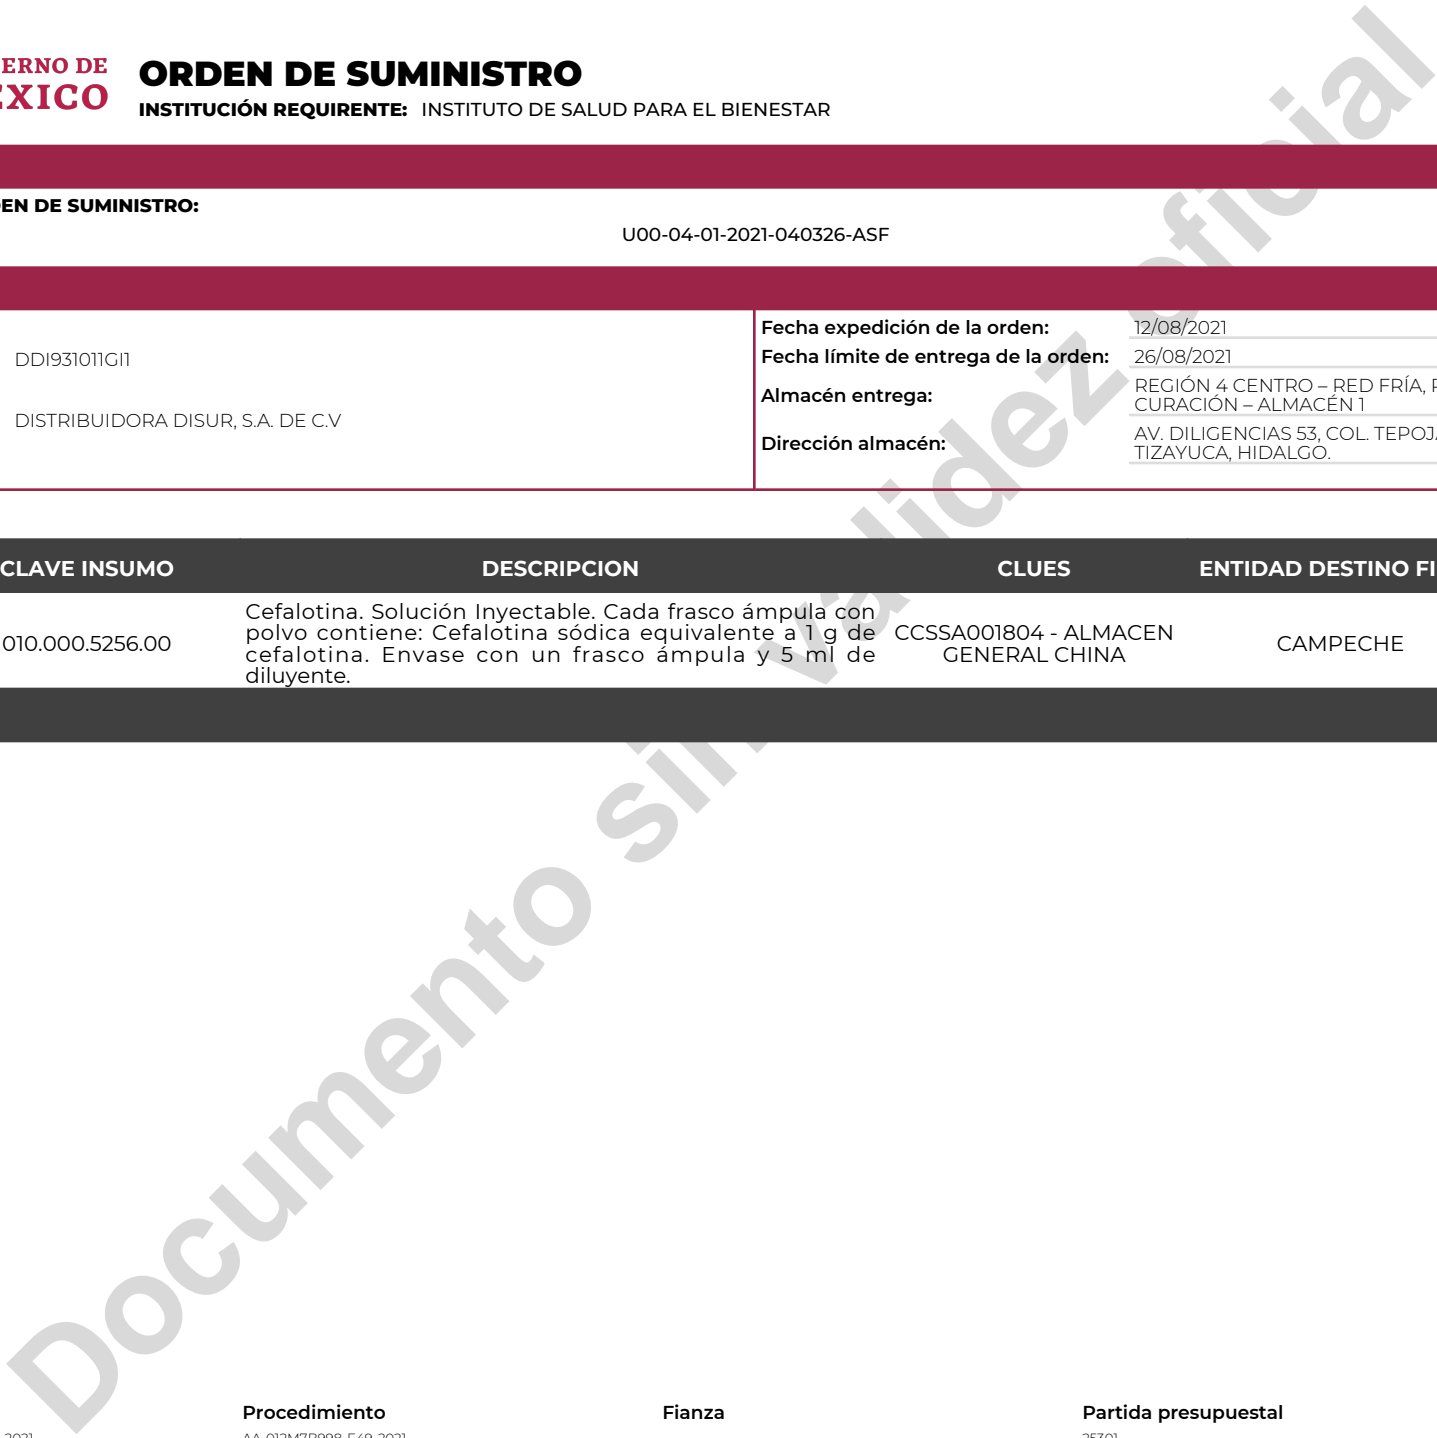 ORDEN DE SUMINISTRO
ERNO DE
INSTITUCIÓN REQUIRENTE: INSTITUTO DE SALUD PARA EL BIENESTAR
EN DE SUMINISTRO:
U00-04-01-2021-040326-ASF
Fecha expedición de la orden: 12/08/2021
DDI931011GI1
Fecha límite de entrega de la orden: 26/08/2021
Almacén entrega: REGIÓN 4 CENTRO – RED FRÍA,
CURACIÓN – ALMACÉN 1
DISTRIBUIDORA DISUR, S.A. DE C.V
Dirección almacén: AV. DILIGENCIAS 53, COL.
TIZAYUCA, HIDALGO.
CLAVE INSUMO DESCRIPCION CLUES ENTIDAD DESTINO
010.000.5256.00
Cefalotina. Solución Inyectable. Cada frasco ámpula con
polvo contiene: Cefalotina sódica equivalente a 1 g de
cefalotina. Envase con un frasco ámpula y 5 ml de
diluyente.
CCSSA001804 - ALMACEN
GENERAL CHINA
CAMPECHE
Documento sin validez oficial
Procedimiento Fianza Partida presupuestal